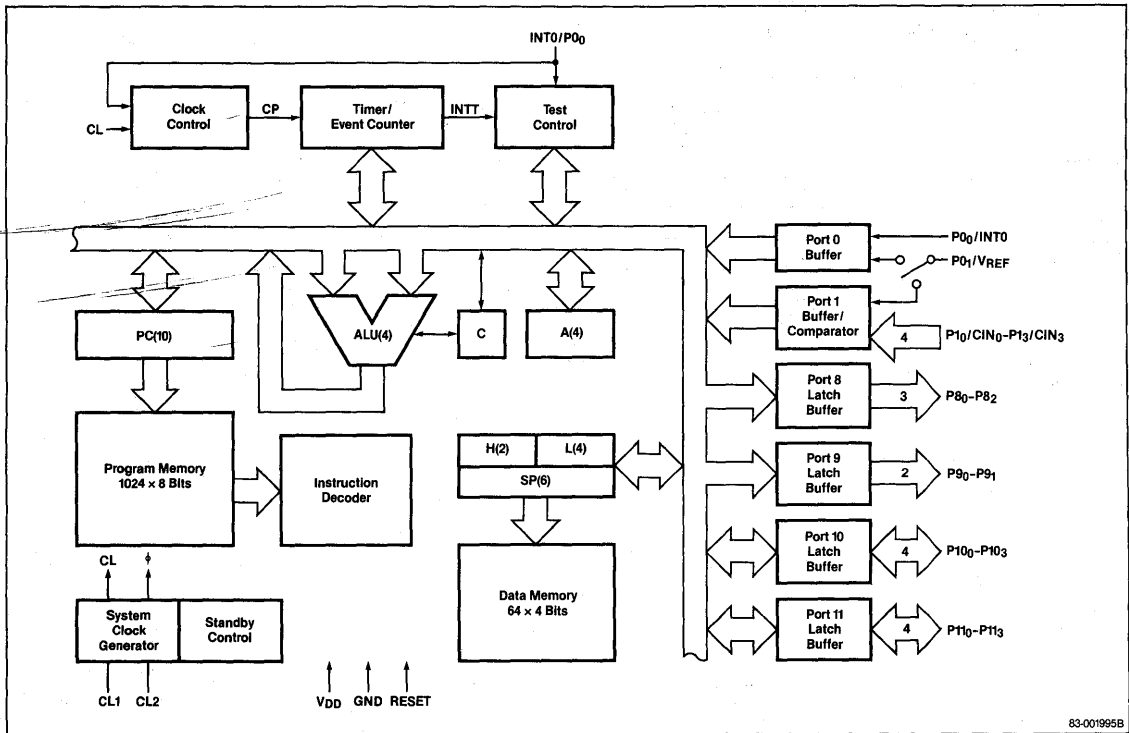 INT0/P0₀
Clock
Control
CP
Timer/
Event Counter
INTT
Test
Control
CL
Port 0
Buffer
P0₀/INT0
P0₁/VREF
Port 1
Buffer/
Comparator
4
P1₀/CIN₀–P1₃/CIN₃
PC(10)
ALU(4)
C
A(4)
Port 8
Latch
Buffer
3
P8₀–P8₂
Program Memory
1024 × 8 Bits
Instruction
Decoder
H(2)
L(4)
SP(6)
Port 9
Latch
Buffer
2
P9₀–P9₁
Port 10
Latch
Buffer
4
P10₀–P10₃
Data Memory
64 × 4 Bits
CL
ϕ
System
Clock
Generator
Standby
Control
Port 11
Latch
Buffer
4
P11₀–P11₃
CL1
CL2
VDD
GND
RESET
83-001995B